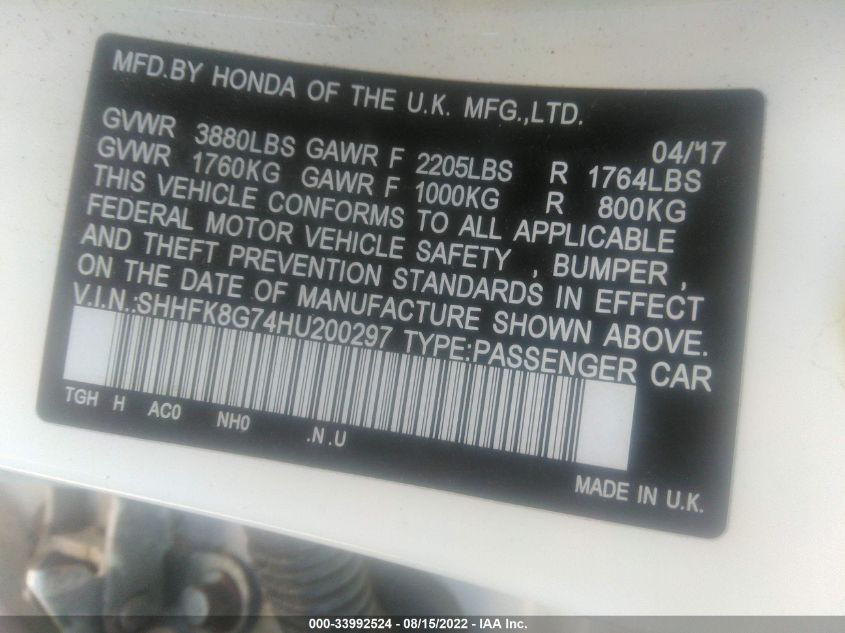 MFD.BY HONDA OF THE U.K. MFG.,LTD.
04/17
GVWR 3880LBS GAWR F 2205LBS R 1764LBS
GVWR 1760KG GAWR F 1000KG R 800KG
THIS VEHICLE CONFORMS TO ALL APPLICABLE
FEDERAL MOTOR VEHICLE SAFETY , BUMPER ,
AND THEFT PREVENTION STANDARDS IN EFFECT
ON THE DATE OF MANUFACTURE SHOWN ABOVE.
V.I.N.:SHHFK8G74HU200297 TYPE:PASSENGER CAR
TGH H AC0 NH0 .N.U
MADE IN U.K.
000-33992524 - 08/15/2022 - IAA Inc.